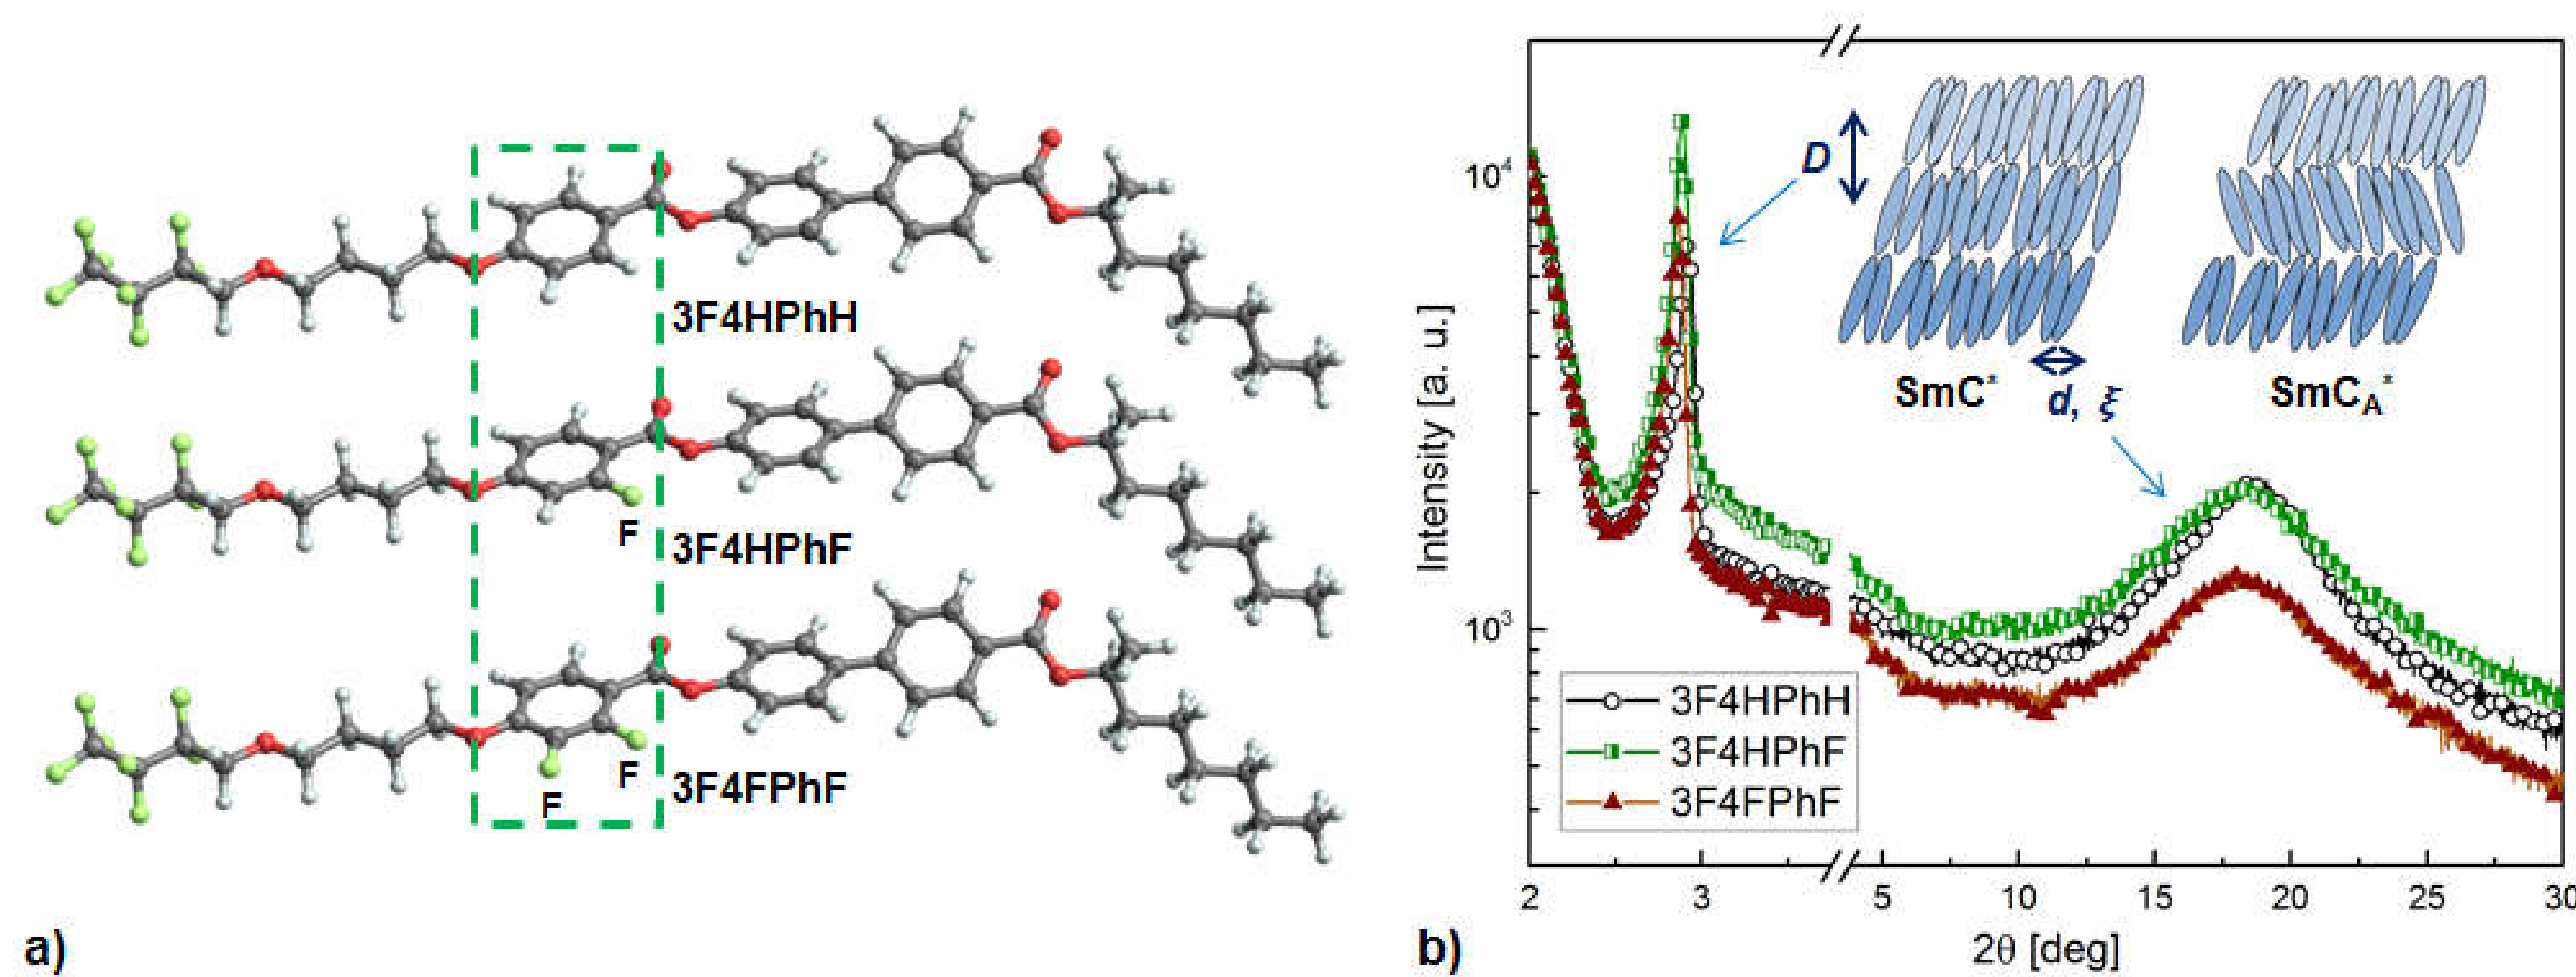 3F4HPhH
F
3F4HPhF
F
F
3F4FPhF
a)
Intensity [a. u.]
10⁴
10³
D
SmC*
d, ξ
SmC_A*
3F4HPhH
3F4HPhF
3F4FPhF
2 3 5 10 15 20 25 30
2θ [deg]
b)